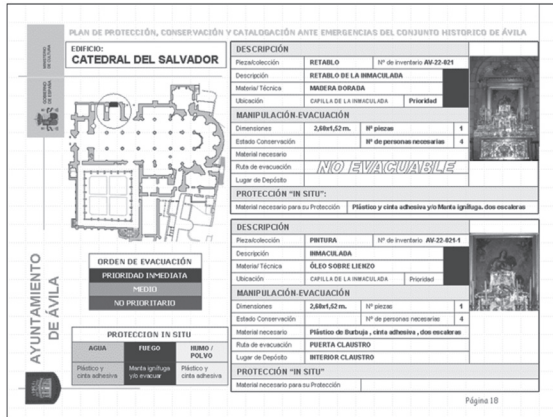 PLAN DE PROTECCIÓN, CONSERVACIÓN Y CATALOGACIÓN ANTE EMERGENCIAS DEL CONJUNTO HISTORICO DE ÁVILA
MINISTERIO DE CULTURA
GOBIERNO DE ESPAÑA
AYUNTAMIENTO
DE ÁVILA
EDIFICIO:
CATEDRAL DEL SALVADOR
ORDEN DE EVACUACIÓN
PRIORIDAD INMEDIATA
MEDIO
NO PRIORITARIO
PROTECCION IN SITU
AGUA FUEGO HUMO / POLVO
Plástico y cinta adhesiva Manta ignífuga y/o evacuar Plástico y cinta adhesiva
DESCRIPCIÓN
Pieza/colección RETABLO Nº de inventario AV-22-021
Descripción RETABLO DE LA INMACULADA
Material/ Técnica MADERA DORADA
Ubicación CAPILLA DE LA INMACULADA Prioridad
MANIPULACIÓN-EVACUACIÓN
Dimensiones 2,60x1,52 m. Nº piezas 1
Estado Conservación Nº de personas necesarias 4
Material necesario
Ruta de evacuación NO EVACUABLE
Lugar de Depósito
PROTECCIÓN "IN SITU":
Material necesario para su Protección Plástico y cinta adhesiva y/o Manta ignífuga. dos escaleras
DESCRIPCIÓN
Pieza/colección PINTURA Nº de inventario AV-22-021-1
Descripción INMACULADA
Material/ Técnica ÓLEO SOBRE LIENZO
Ubicación CAPILLA DE LA INMACULADA Prioridad
MANIPULACIÓN-EVACUACIÓN
Dimensiones 2,60x1,52 m. Nº piezas 1
Estado Conservación Nº de personas necesarias 4
Material necesario Plástico de Burbuja , cinta adhesiva , dos escaleras
Ruta de evacuación PUERTA CLAUSTRO
Lugar de Depósito INTERIOR CLAUSTRO
PROTECCIÓN "IN SITU"
Material necesario para su Protección
Página 18